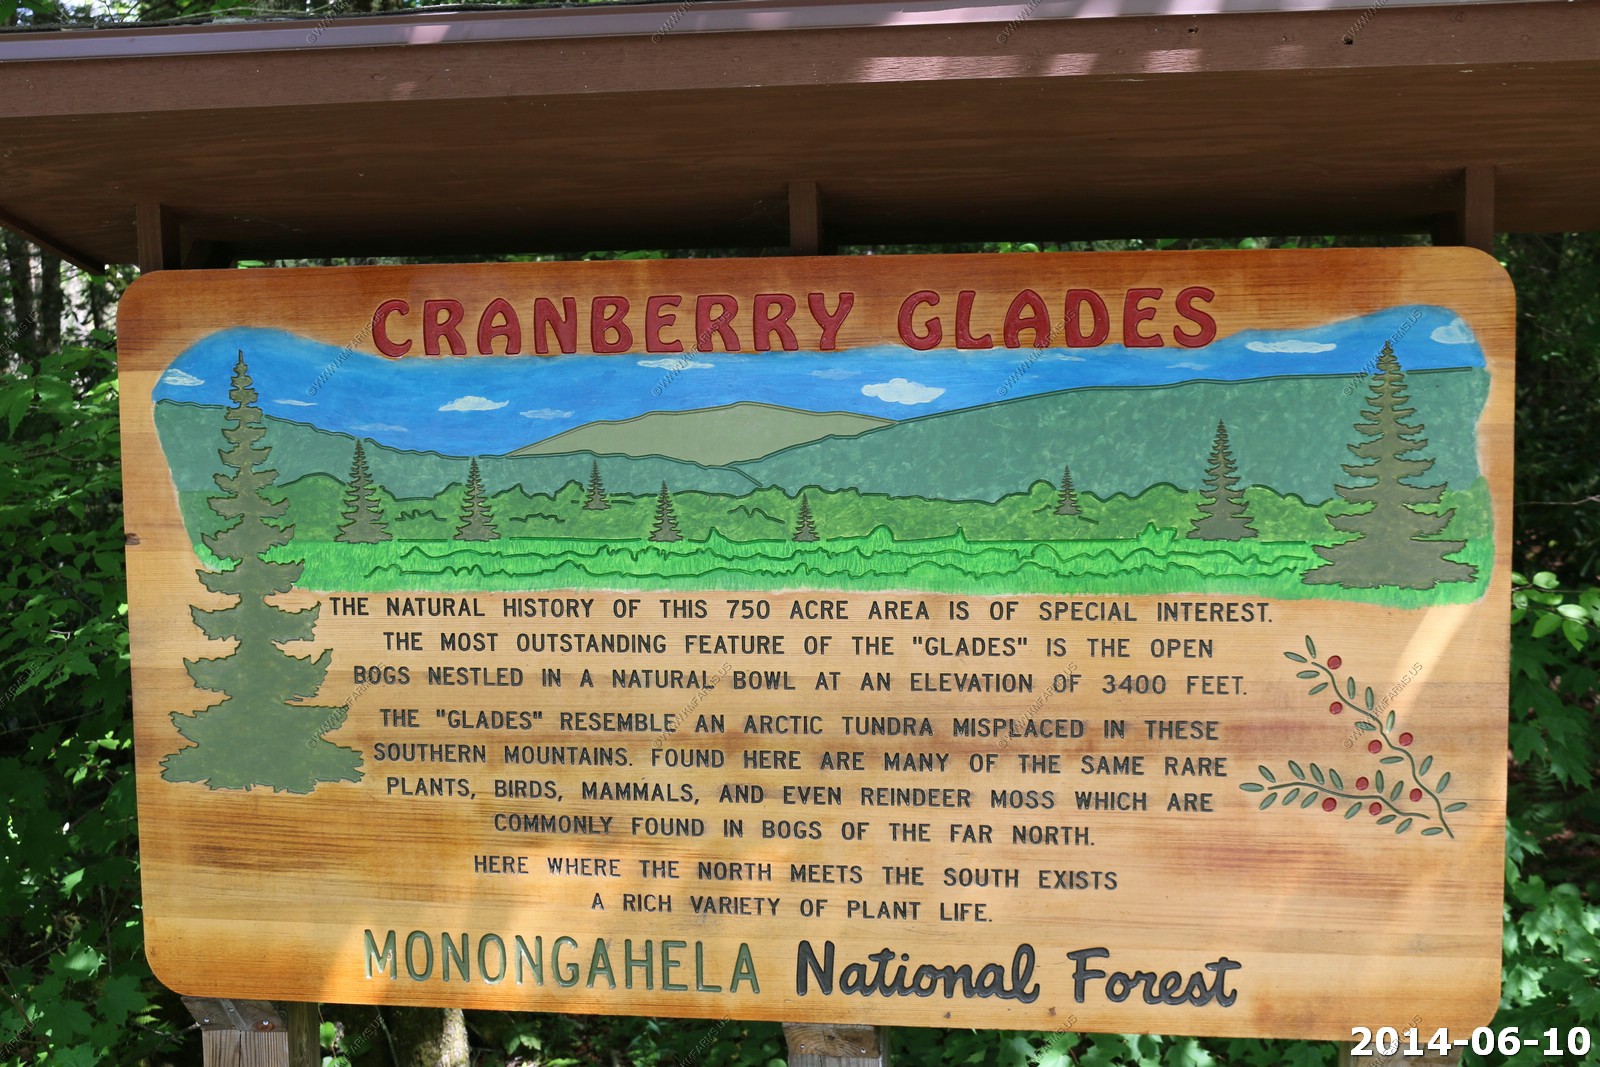 CRANBERRY GLADES
THE NATURAL HISTORY OF THIS 750 ACRE AREA IS OF SPECIAL INTEREST.
THE MOST OUTSTANDING FEATURE OF THE "GLADES" IS THE OPEN
BOGS NESTLED IN A NATURAL BOWL AT AN ELEVATION OF 3400 FEET.
THE "GLADES" RESEMBLE AN ARCTIC TUNDRA MISPLACED IN THESE
SOUTHERN MOUNTAINS. FOUND HERE ARE MANY OF THE SAME RARE
PLANTS, BIRDS, MAMMALS, AND EVEN REINDEER MOSS WHICH ARE
COMMONLY FOUND IN BOGS OF THE FAR NORTH.
HERE WHERE THE NORTH MEETS THE SOUTH EXISTS
A RICH VARIETY OF PLANT LIFE.
MONONGAHELA National Forest
2014-06-10